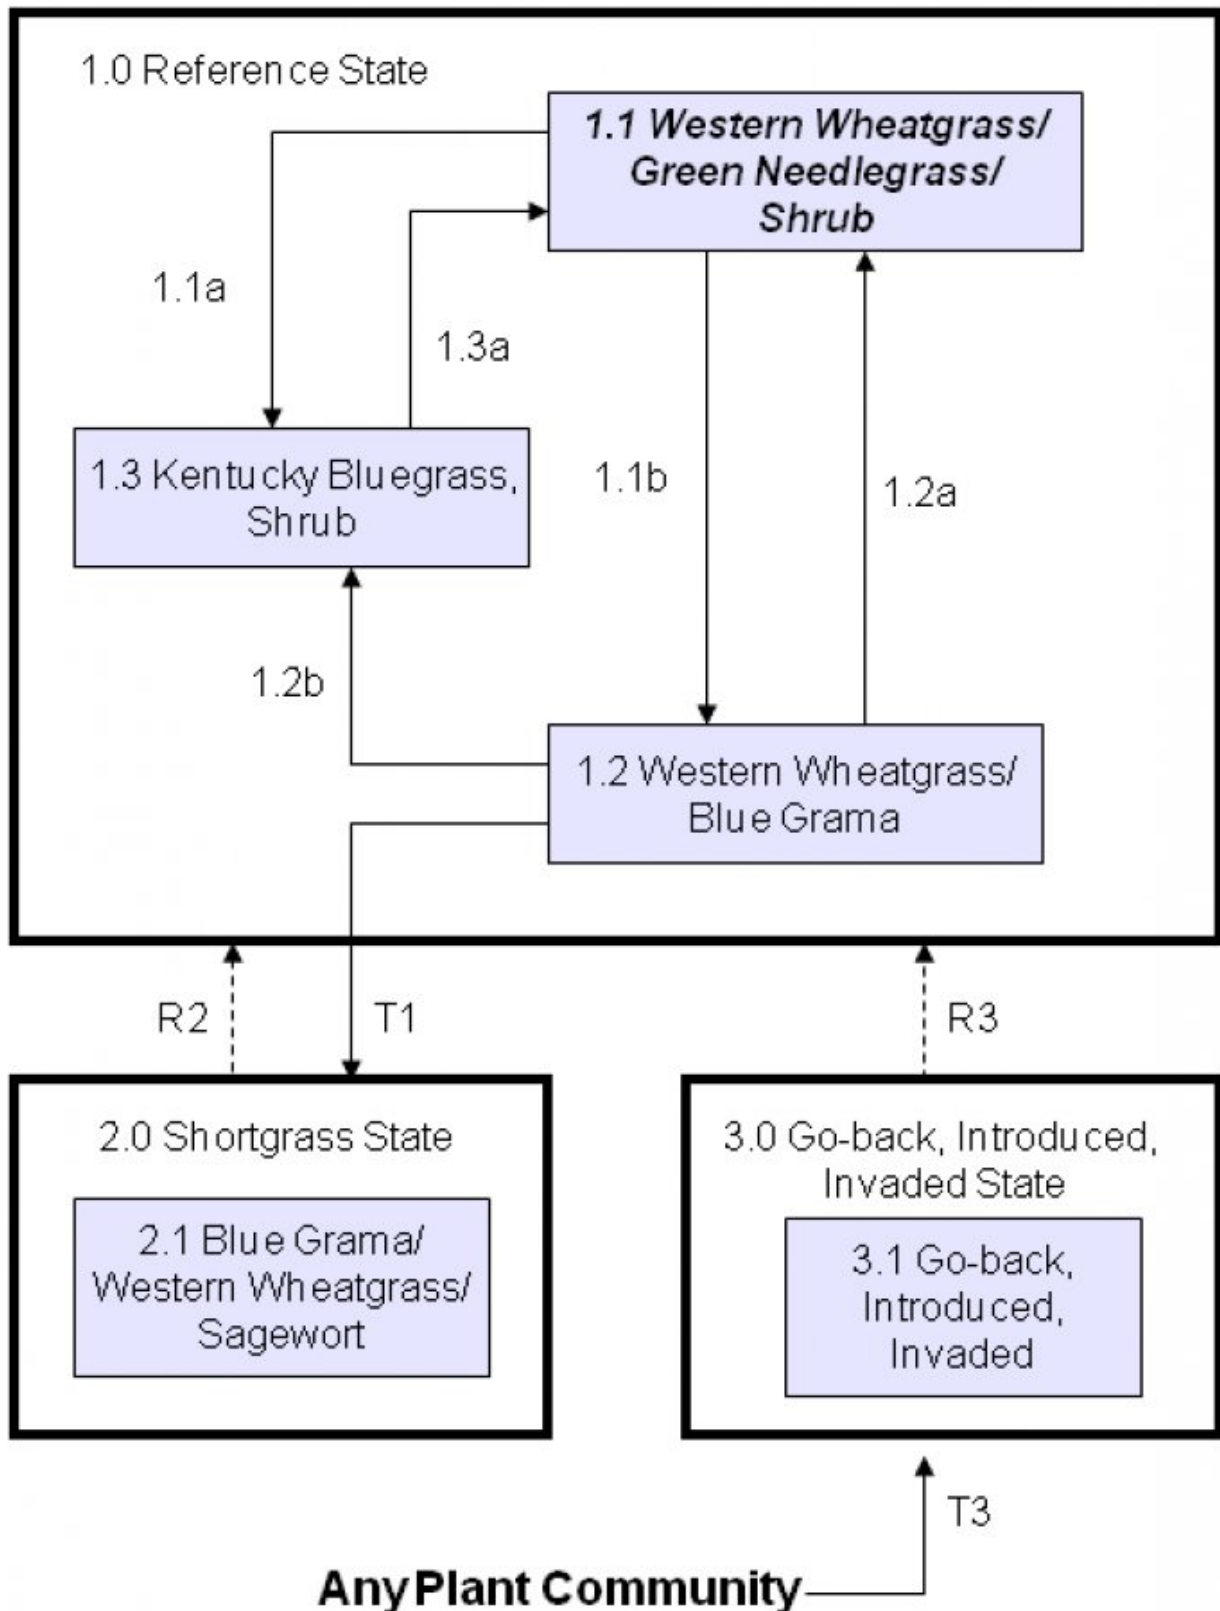 1.0 Reference State
1.1 Western Wheatgrass/
Green Needlegrass/
Shrub
1.1a
1.3a
1.3 Kentucky Bluegrass,
Shrub
1.1b
1.2a
1.2b
1.2 Western Wheatgrass/
Blue Grama
R2
T1
R3
2.0 Shortgrass State
2.1 Blue Grama/
Western Wheatgrass/
Sagewort
3.0 Go-back, Introduced,
Invaded State
3.1 Go-back,
Introduced,
Invaded
T3
Any Plant Community